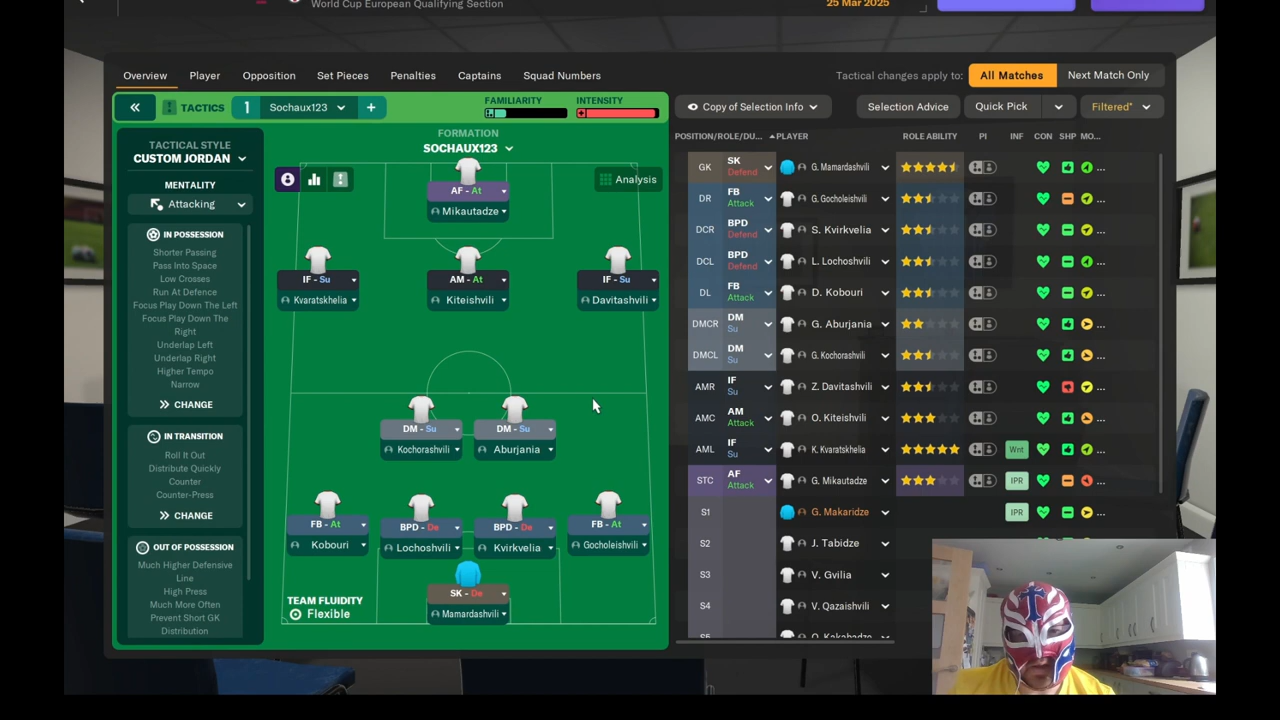 World Cup European Qualifying Section
25 Mar 2025
Overview Player Opposition Set Pieces Penalties Captains Squad Numbers
Tactical changes apply to: All Matches Next Match Only
TACTICS 1 Sochaux123 +
FAMILIARITY INTENSITY
Copy of Selection Info Selection Advice Quick Pick Filtered*
TACTICAL STYLE
CUSTOM JORDAN
MENTALITY
Attacking
IN POSSESSION
Shorter Passing
Pass Into Space
Low Crosses
Run At Defence
Focus Play Down The Left
Focus Play Down The
Right
Underlap Left
Underlap Right
Higher Tempo
Narrow
CHANGE
IN TRANSITION
Roll It Out
Distribute Quickly
Counter
Counter-Press
CHANGE
OUT OF POSSESSION
Much Higher Defensive
Line
High Press
Much More Often
Prevent Short GK
Distribution
FORMATION
SOCHAUX123
Analysis
AF - At
Mikautadze
IF - Su AM - At IF - Su
Kvaratskhelia Kiteishvili Davitashvili
DM - Su DM - Su
Kochorashvili Aburjania
FB - At BPD - De BPD - De FB - At
Kobouri Lochoshvili Kvirkvelia Gocholeishvili
SK - De
Mamardashvili
TEAM FLUIDITY
Flexible
POSITION/ROLE/DU... PLAYER ROLE ABILITY PI INF CON SHP MO...
GK SK Defend G. Mamardashvili ...
DR FB Attack G. Gocholeishvili ...
DCR BPD Defend S. Kvirkvelia ...
DCL BPD Defend L. Lochoshvili ...
DL FB Attack D. Kobouri ...
DMCR DM Su G. Aburjania ...
DMCL DM Su G. Kochorashvili ...
AMR IF Su Z. Davitashvili ...
AMC AM Attack O. Kiteishvili ...
AML IF Su K. Kvaratskhelia Wnt ...
STC AF Attack G. Mikautadze IPR ...
S1 G. Makaridze IPR ...
S2 J. Tabidze
S3 V. Gvilia
S4 V. Qazaishvili
S5 O. Kakabadze